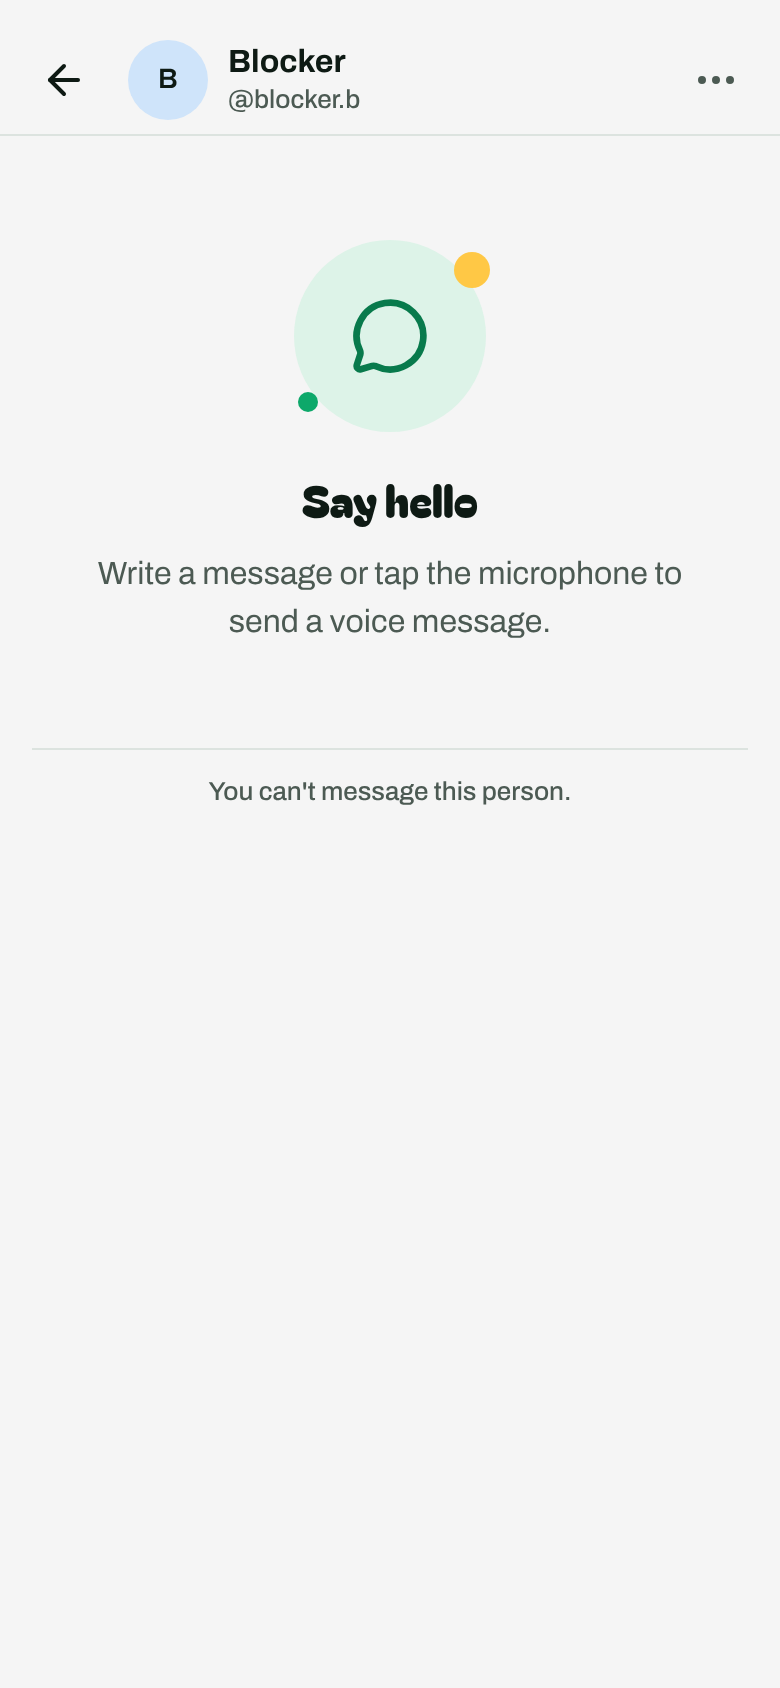 B
Blocker
@blocker.b
Say hello
Write a message or tap the microphone to
send a voice message.
You can't message this person.